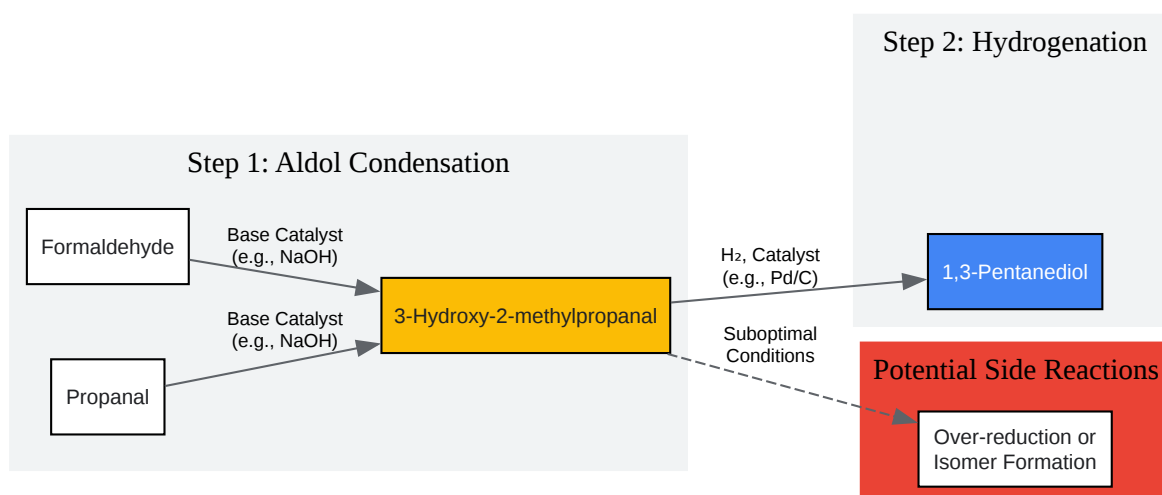 Step 2: Hydrogenation
Step 1: Aldol Condensation
Formaldehyde
Base Catalyst
(e.g., NaOH)
Propanal
Base Catalyst
(e.g., NaOH)
3-Hydroxy-2-methylpropanal
H₂, Catalyst
(e.g., Pd/C)
1,3-Pentanediol
Suboptimal
Conditions
Potential Side Reactions
Over-reduction or
Isomer Formation